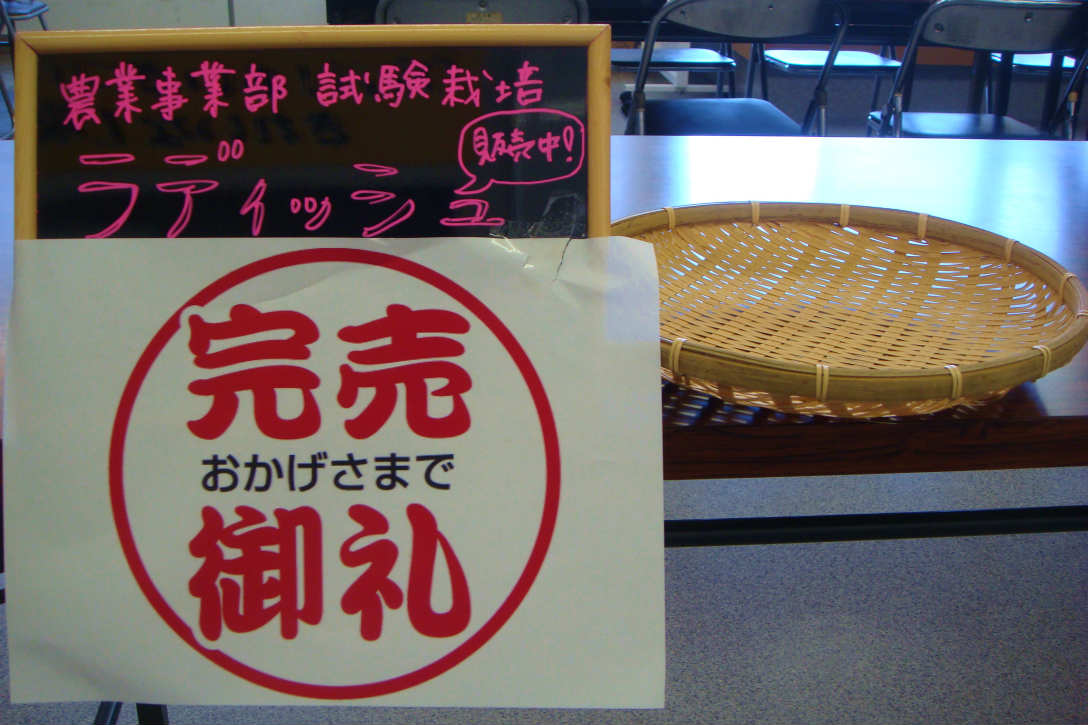 農業事業部 試験栽培
ラディッシュ
販売中!
完売
おかげさまで
御礼